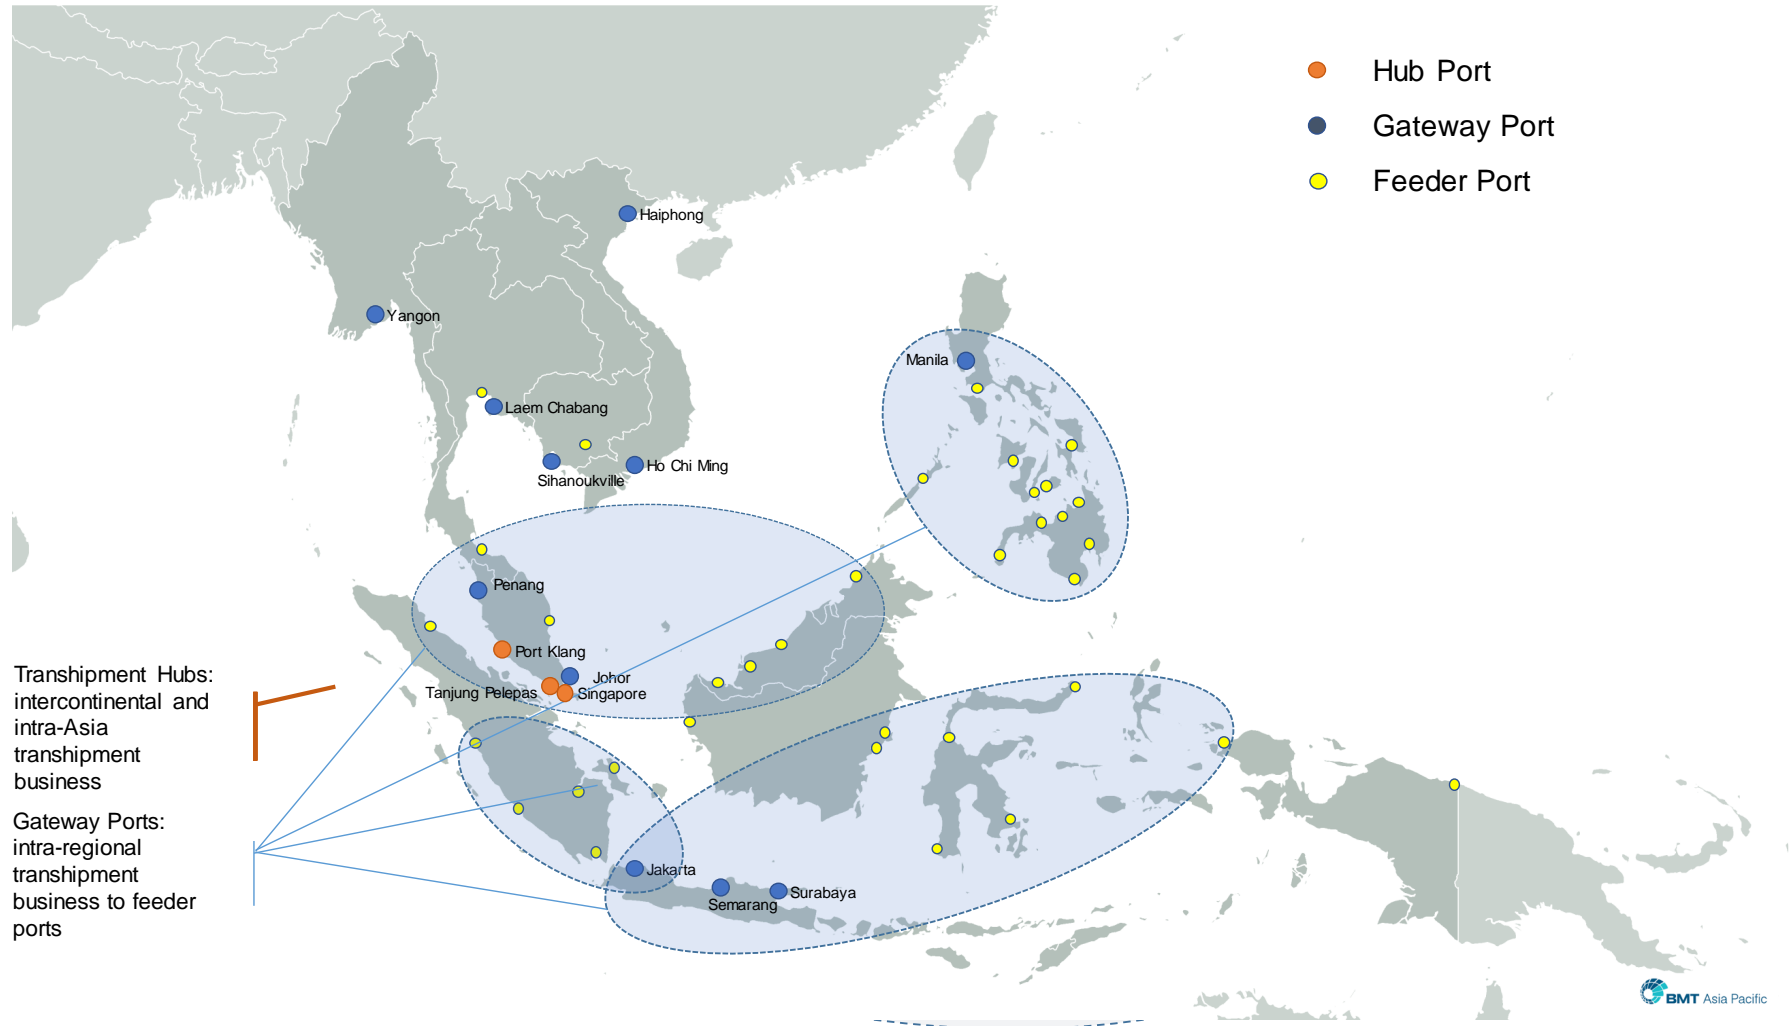 Hub Port
Gateway Port
Feeder Port
Haiphong
Yangon
Manila
Laem Chabang
Ho Chi Ming
Sihanoukville
Penang
Port Klang
Johor
Tanjung Pelepas
Singapore
Transhipment Hubs:
intercontinental and
intra-Asia
transhipment
business
Gateway Ports:
intra-regional
transhipment
business to feeder
ports
Jakarta
Semarang
Surabaya
BMT Asia Pacific